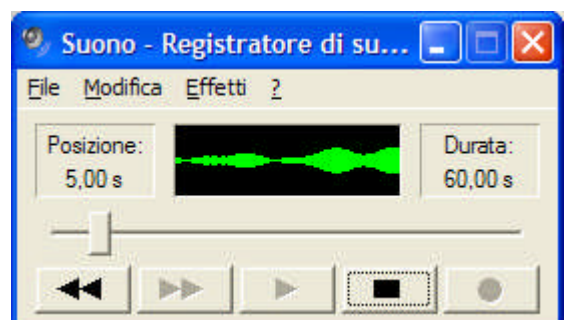 Suono - Registratore di su...
File Modifica Effetti ?
Posizione:
5,00 s
Durata:
60,00 s